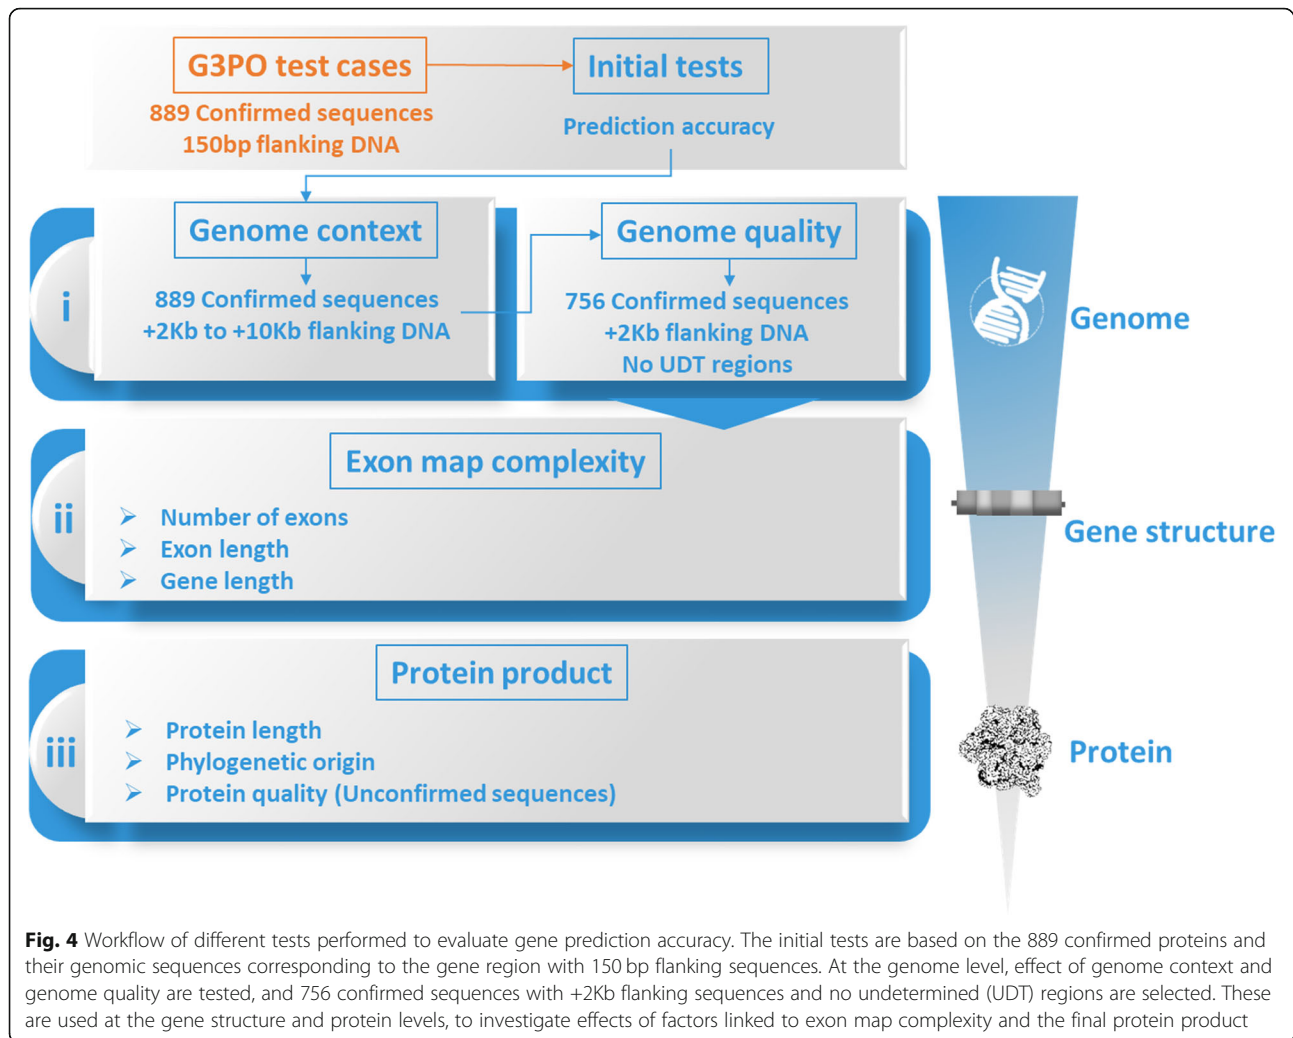 G3PO test cases
889 Confirmed sequences
150bp flanking DNA
Initial tests
Prediction accuracy
i
Genome context
889 Confirmed sequences
+2Kb to +10Kb flanking DNA
Genome quality
756 Confirmed sequences
+2Kb flanking DNA
No UDT regions
Genome
ii
Exon map complexity
Number of exons
Exon length
Gene length
Gene structure
iii
Protein product
Protein length
Phylogenetic origin
Protein quality (Unconfirmed sequences)
Protein
Fig. 4 Workflow of different tests performed to evaluate gene prediction accuracy. The initial tests are based on the 889 confirmed proteins and
their genomic sequences corresponding to the gene region with 150 bp flanking sequences. At the genome level, effect of genome context and
genome quality are tested, and 756 confirmed sequences with +2Kb flanking sequences and no undetermined (UDT) regions are selected. These
are used at the gene structure and protein levels, to investigate effects of factors linked to exon map complexity and the final protein product